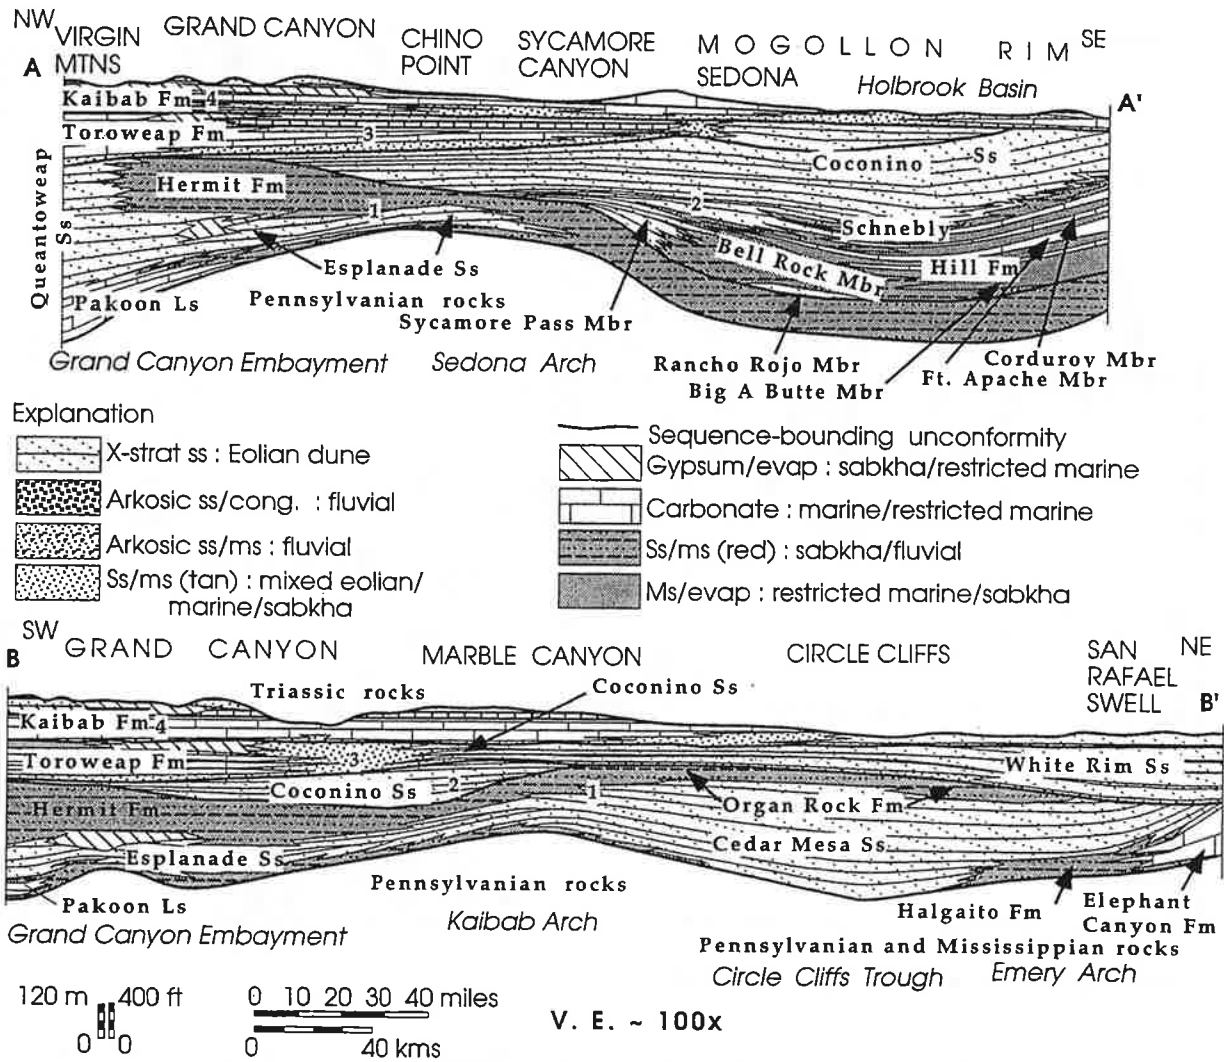 NW
VIRGIN
MTNS
GRAND CANYON
CHINO
POINT
SYCAMORE
CANYON
MOGOLLON RIM
SEDONA
Holbrook Basin
SE
A
A'
Kaibab Fm 4
Toroweap Fm
3
Coconino Ss
Hermit Fm
1
2
Queantoweap
Ss
Schnebly
Hill Fm
Bell Rock Mbr
Esplanade Ss
Pakoon Ls
Pennsylvanian rocks
Sycamore Pass Mbr
Grand Canyon Embayment
Sedona Arch
Rancho Rojo Mbr
Big A Butte Mbr
Ft. Apache Mbr
Corduroy Mbr
Explanation
X-strat ss : Eolian dune
Arkosic ss/cong. : fluvial
Arkosic ss/ms : fluvial
Ss/ms (tan) : mixed eolian/
marine/sabkha
Sequence-bounding unconformity
Gypsum/evap : sabkha/restricted marine
Carbonate : marine/restricted marine
Ss/ms (red) : sabkha/fluvial
Ms/evap : restricted marine/sabkha
SW
B
GRAND CANYON
MARBLE CANYON
CIRCLE CLIFFS
SAN
RAFAEL
SWELL
NE
B'
Triassic rocks
Coconino Ss
Kaibab Fm 4
Toroweap Fm
3
White Rim Ss
Coconino Ss
2
1
Organ Rock Fm
Hermit Fm
Esplanade Ss
Cedar Mesa Ss
Pakoon Ls
Pennsylvanian rocks
Halgaito Fm
Elephant
Canyon Fm
Grand Canyon Embayment
Kaibab Arch
Pennsylvanian and Mississippian rocks
Circle Cliffs Trough
Emery Arch
120 m 400 ft
0 0
0 10 20 30 40 miles
0 40 kms
V. E. ~ 100x